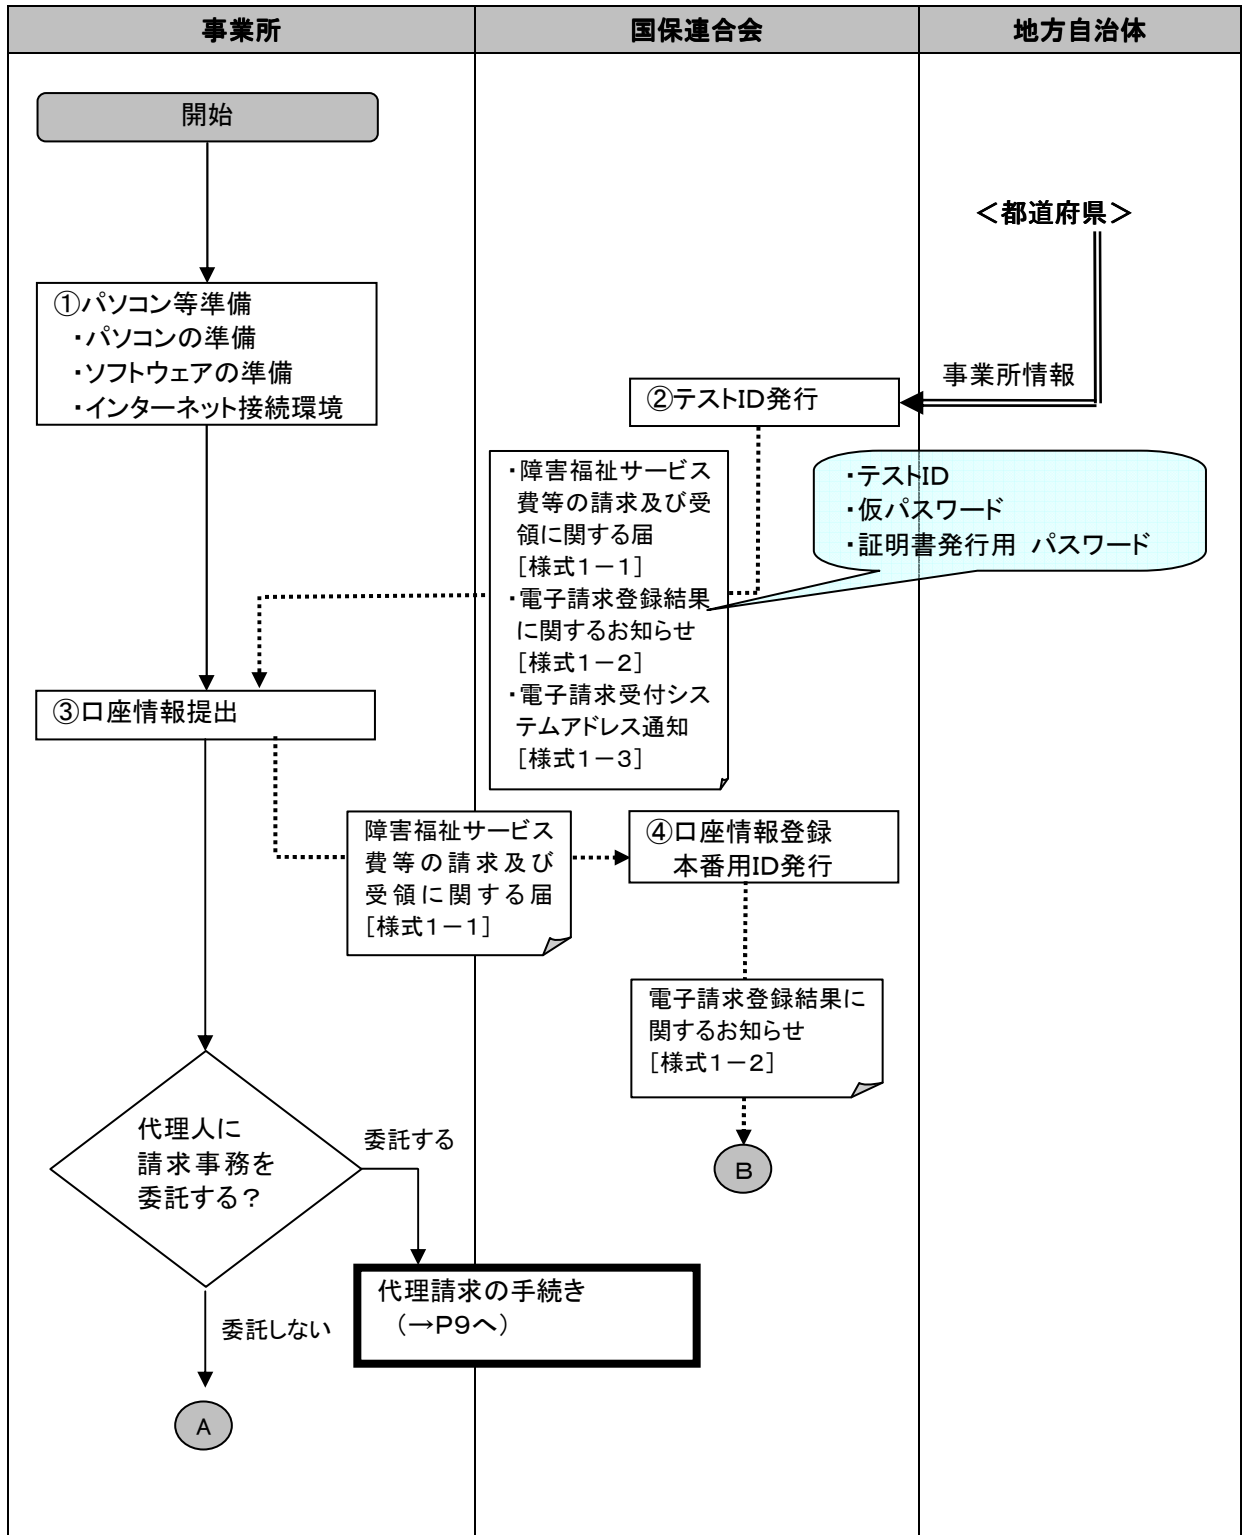 事業所
国保連合会
地方自治体
開始
<都道府県>
①パソコン等準備
・パソコンの準備
・ソフトウェアの準備
・インターネット接続環境
事業所情報
②テストID発行
・障害福祉サービス
費等の請求及び受
領に関する届
[様式1-1]
・電子請求登録結果
に関するお知らせ
[様式1-2]
・電子請求受付シス
テムアドレス通知
[様式1-3]
・テストID
・仮パスワード
・証明書発行用 パスワード
③口座情報提出
障害福祉サービス
費等の請求及び
受領に関する届
[様式1-1]
④口座情報登録
本番用ID発行
電子請求登録結果に
関するお知らせ
[様式1-2]
B
代理人に
請求事務を
委託する?
委託する
代理請求の手続き
(→P9へ)
委託しない
A